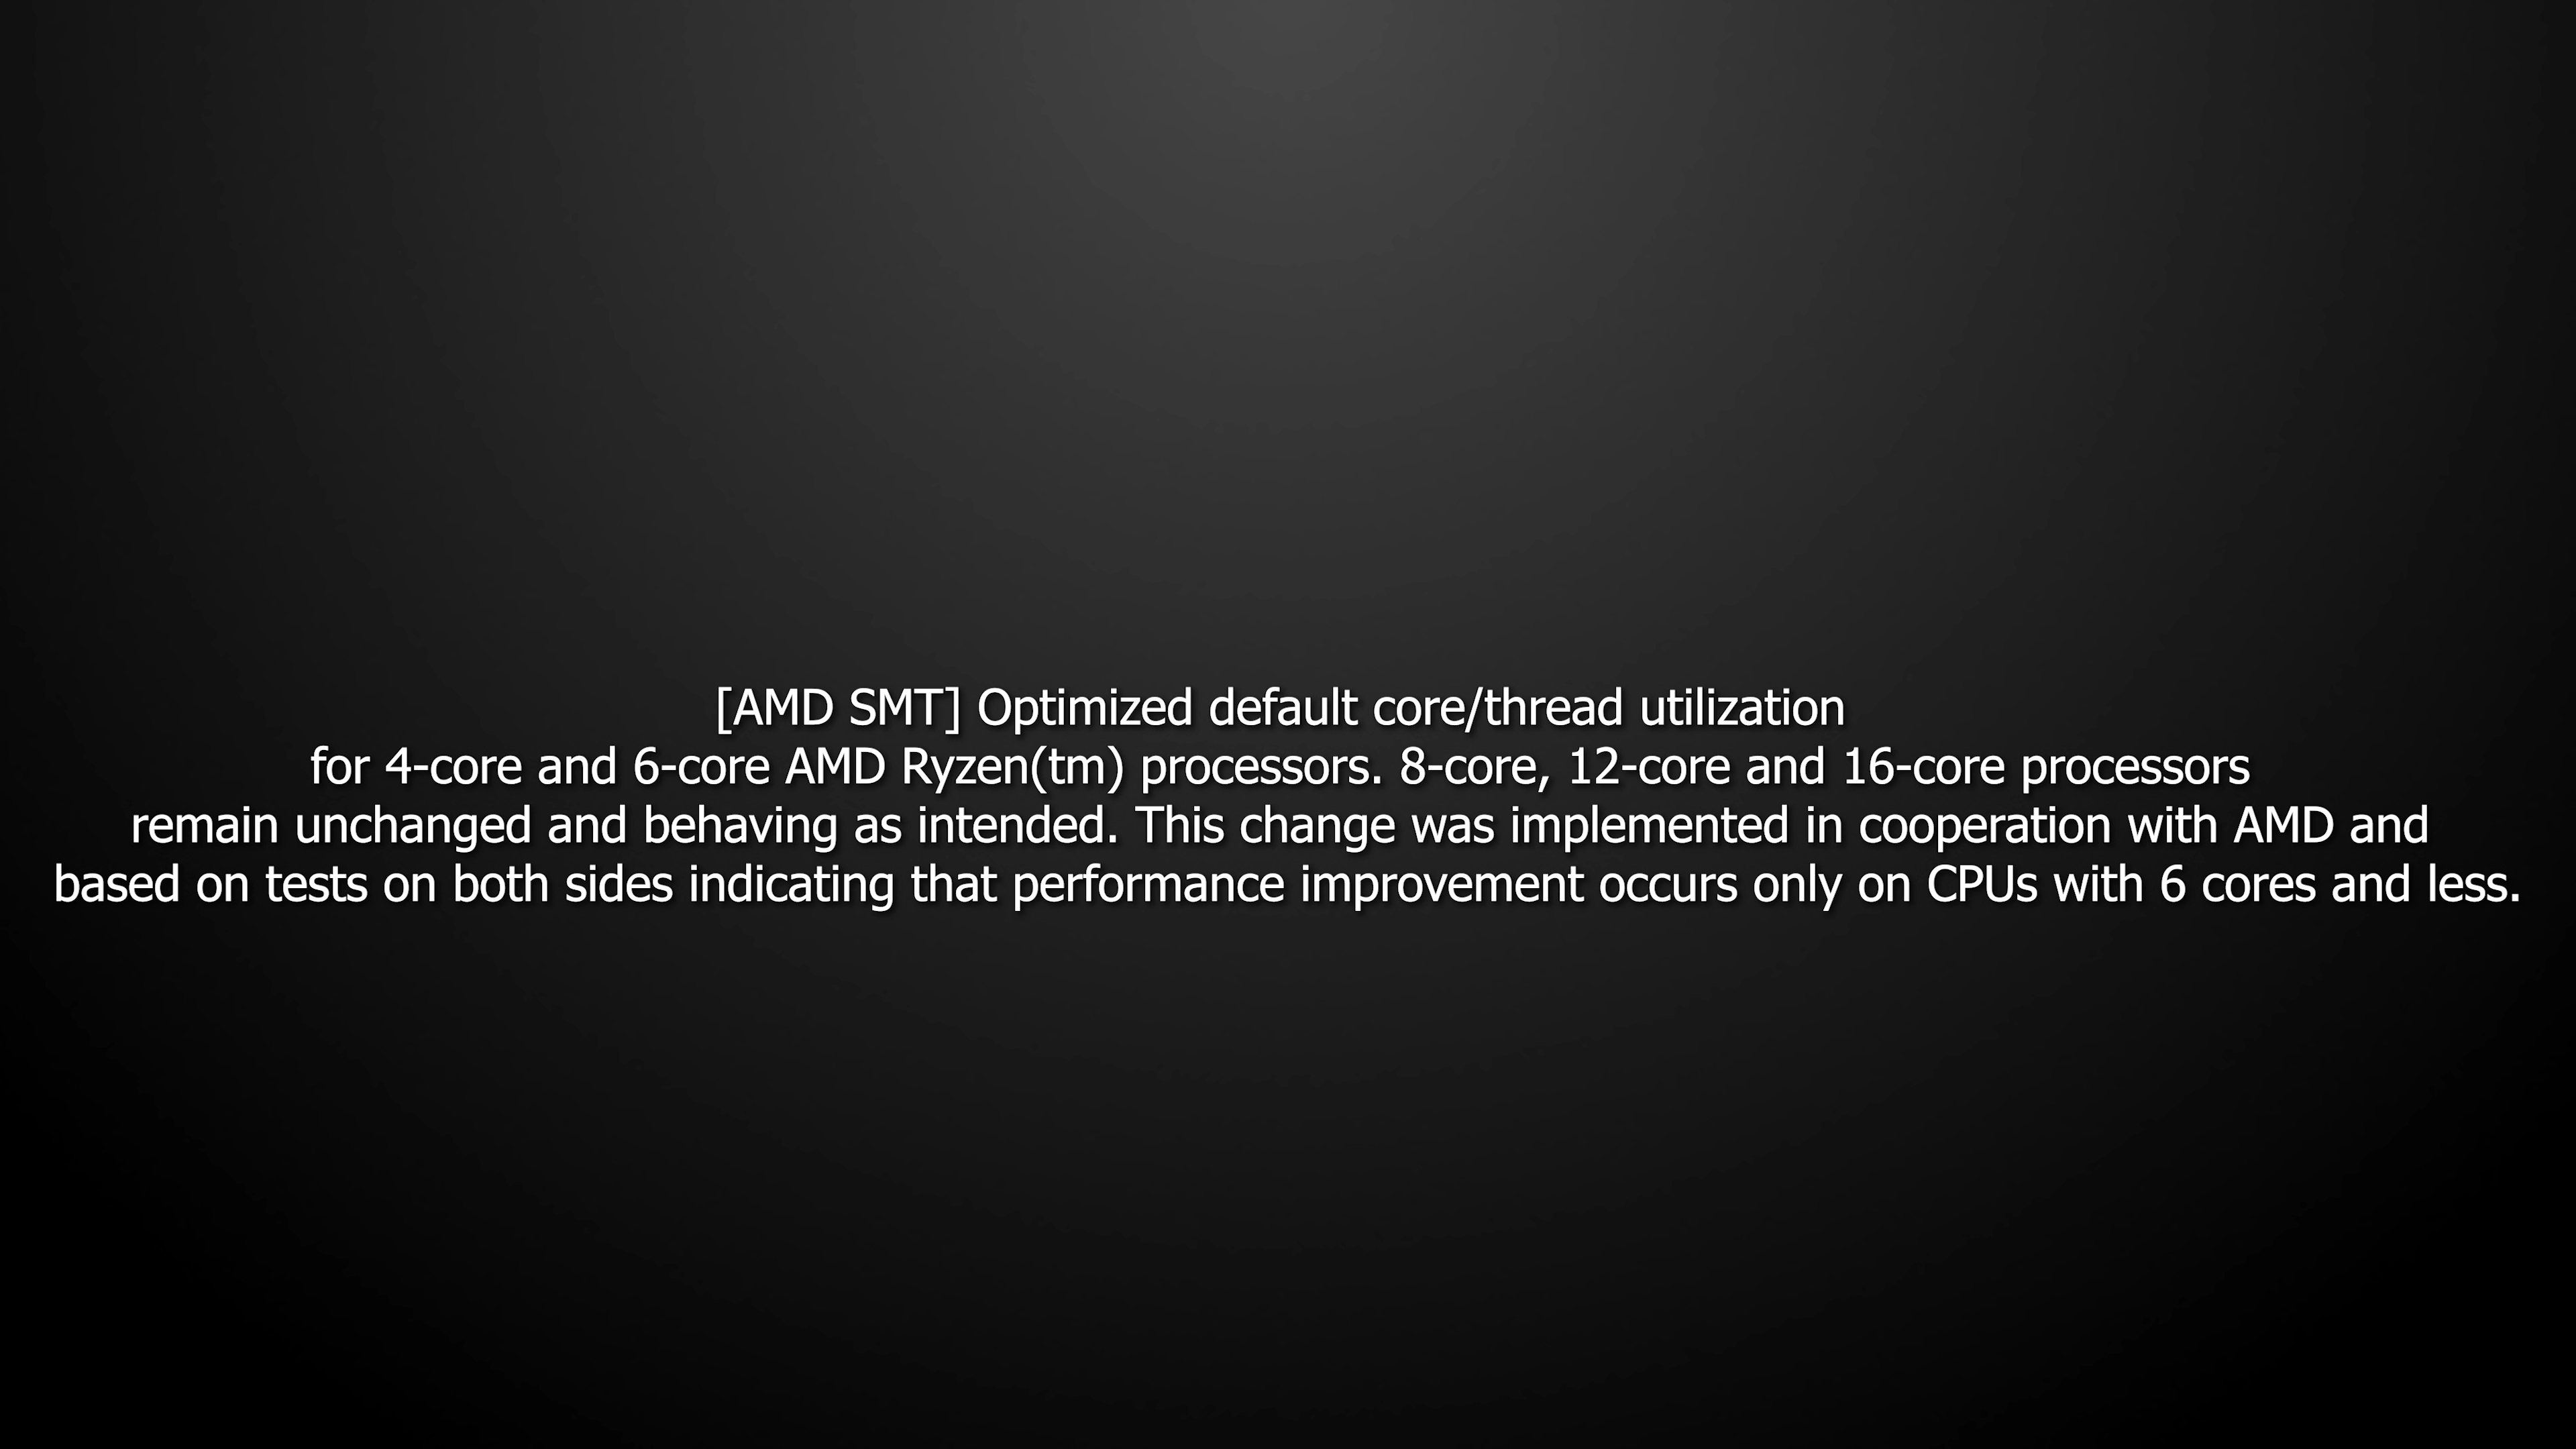 [AMD SMT] Optimized default core/thread utilization
for 4-core and 6-core AMD Ryzen(tm) processors. 8-core, 12-core and 16-core processors
remain unchanged and behaving as intended. This change was implemented in cooperation with AMD and
based on tests on both sides indicating that performance improvement occurs only on CPUs with 6 cores and less.